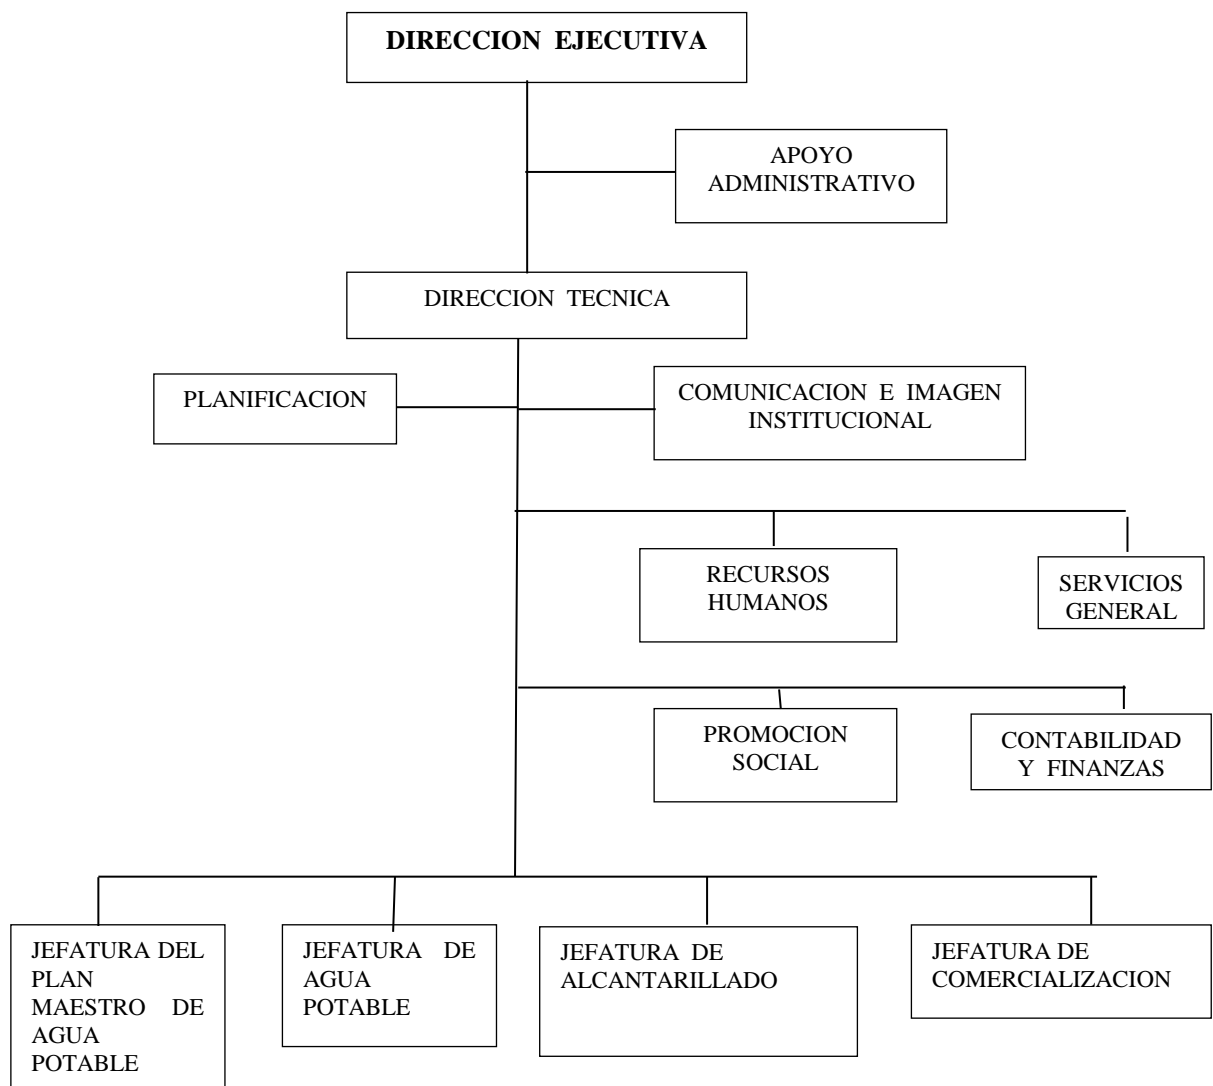 DIRECCION EJECUTIVA
APOYO
ADMINISTRATIVO
DIRECCION TECNICA
PLANIFICACION
COMUNICACION E IMAGEN
INSTITUCIONAL
RECURSOS
HUMANOS
SERVICIOS
GENERAL
PROMOCION
SOCIAL
CONTABILIDAD
Y FINANZAS
JEFATURA DEL
PLAN
MAESTRO DE
AGUA
POTABLE
JEFATURA DE
AGUA
POTABLE
JEFATURA DE
ALCANTARILLADO
JEFATURA DE
COMERCIALIZACION